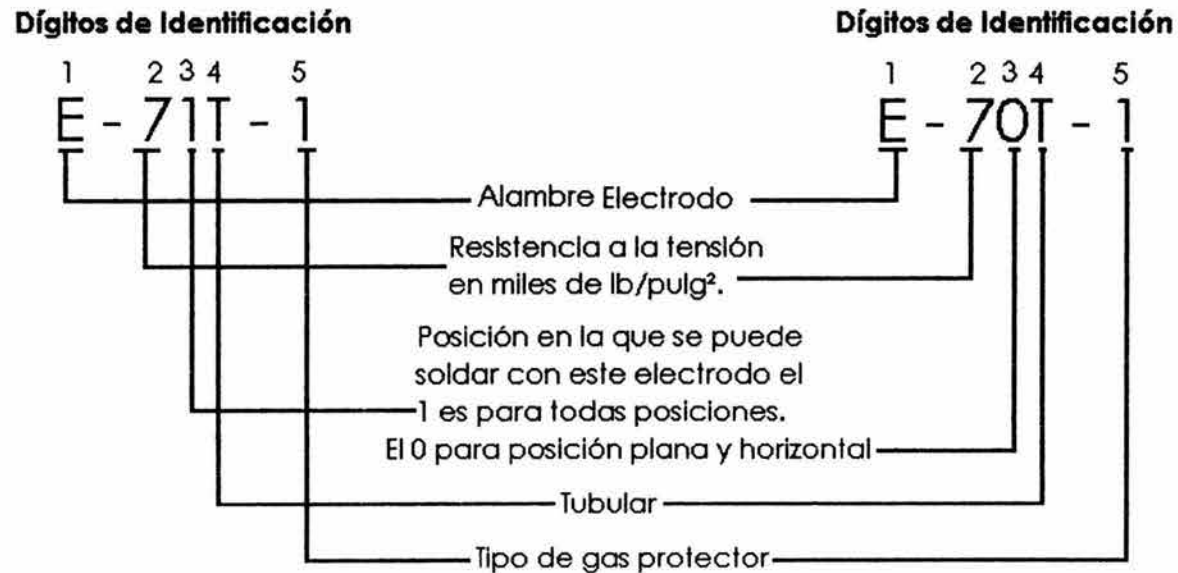 Dígitos de Identificación
Dígitos de Identificación
1 2 3 4 5
1 2 3 4 5
E - 71T - 1
E - 70T - 1
Alambre Electrodo
Resistencia a la tensión
en miles de lb/pulg².
Posición en la que se puede
soldar con este electrodo el
1 es para todas posiciones.
El 0 para posición plana y horizontal
Tubular
Tipo de gas protector